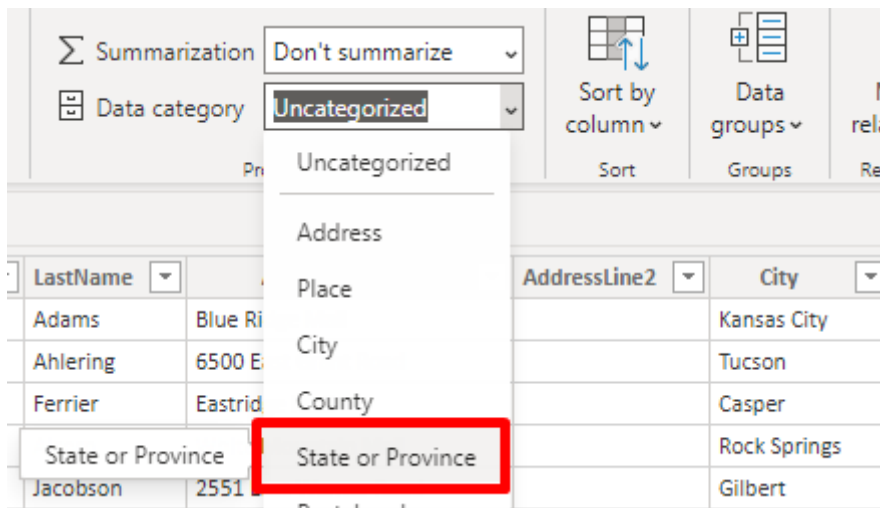 Summarization Don't summarize
Data category Uncategorized
Sort by
column
Data
groups
Uncategorized
Sort
Groups
Address
LastName
AddressLine2
City
Place
Adams
Blue Ri
Kansas City
City
Ahlering
6500 E
Tucson
County
Ferrier
Eastrid
Casper
State or Province
State or Province
Rock Springs
Jacobson
2551
Gilbert